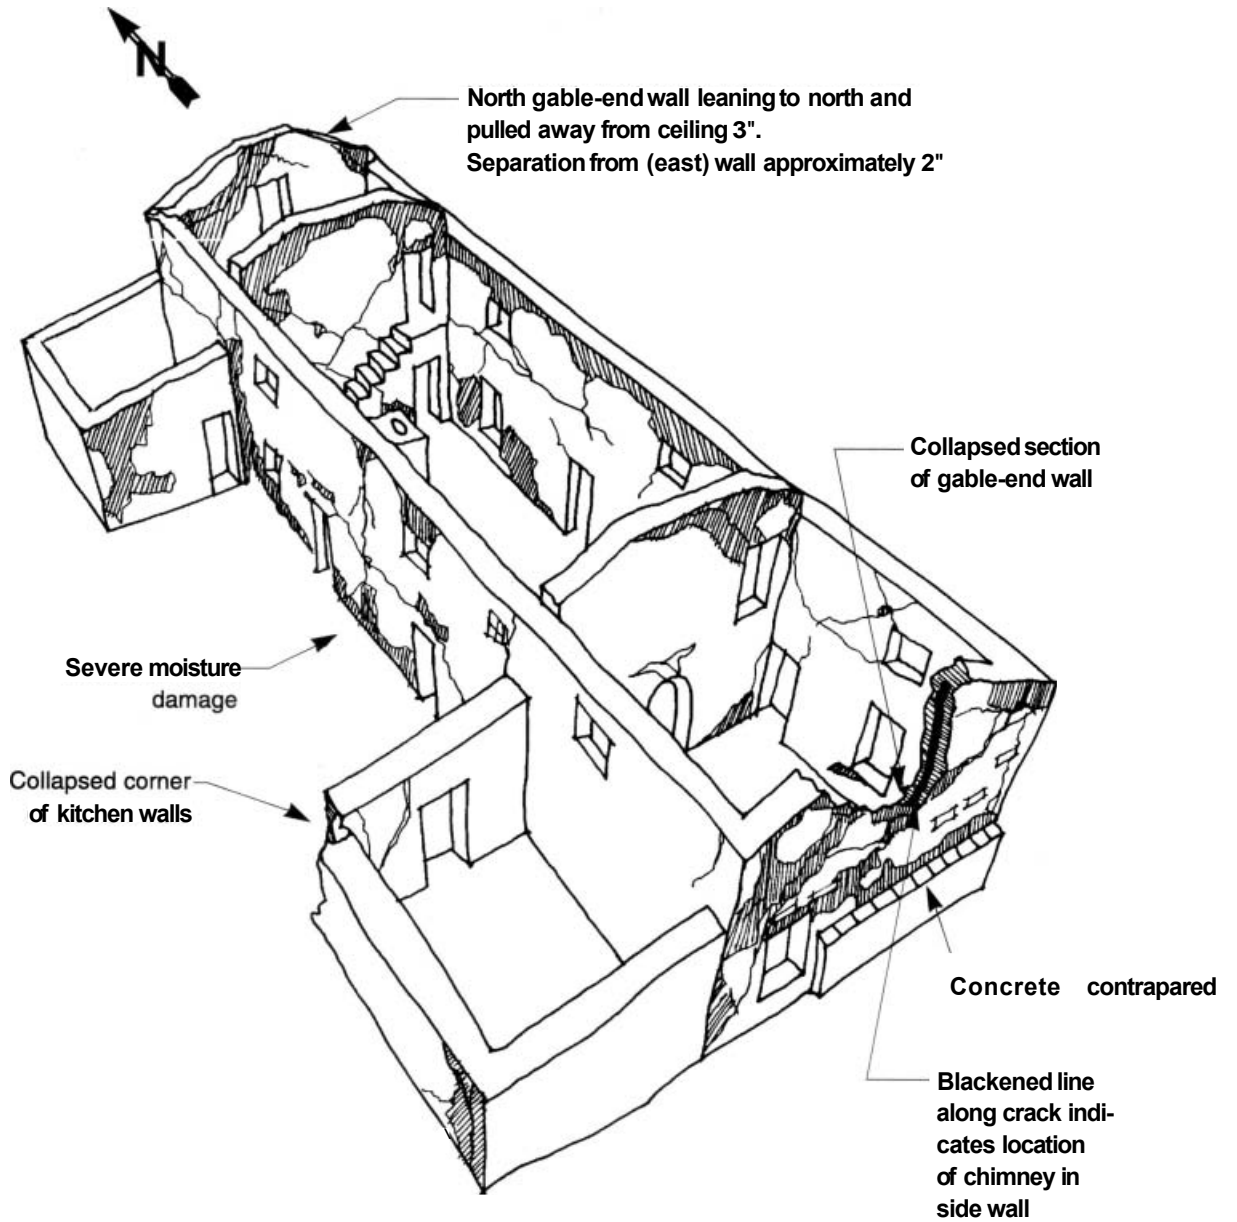 N
North gable-end wall leaning to north and
pulled away from ceiling 3".
Separation from (east) wall approximately 2"
Collapsed section
of gable-end wall
Severe moisture
damage
Collapsed corner
of kitchen walls
Concrete contrapared
Blackened line
along crack indi-
cates location
of chimney in
side wall